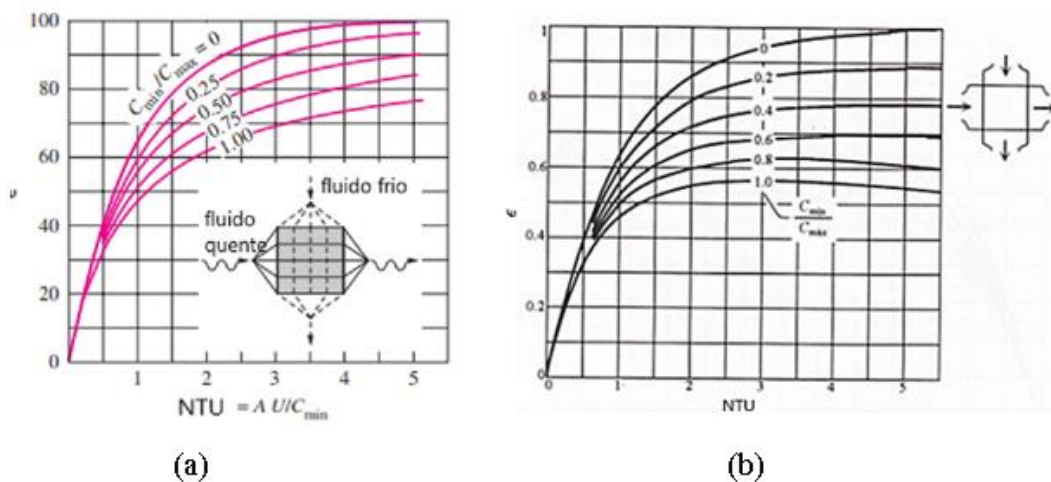 100
80
60
40
20
0
C_min/C_max = 0
0.25
0.50
0.75
1.00
fluido frio
fluido
quente
1 2 3 4 5
NTU = A U/C_min
(a)
1
0.8
0.6
0.4
0.2
0
ϵ
0
0.2
0.4
0.6
0.8
1.0
C_min
C_máx
0 1 2 3 4 5
NTU
(b)